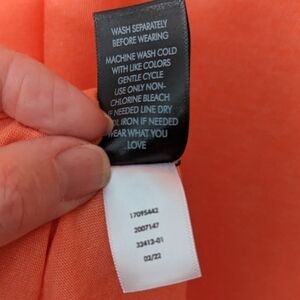 WASH SEPARATELY
BEFORE WEARING
MACHINE WASH COLD
WITH LIKE COLORS
GENTLE CYCLE
USE ONLY NON-
CHLORINE BLEACH
IF NEEDED LINE DRY
IRON IF NEEDED
WEAR WHAT YOU
LOVE
17095442
2007147
32413-01
02/22